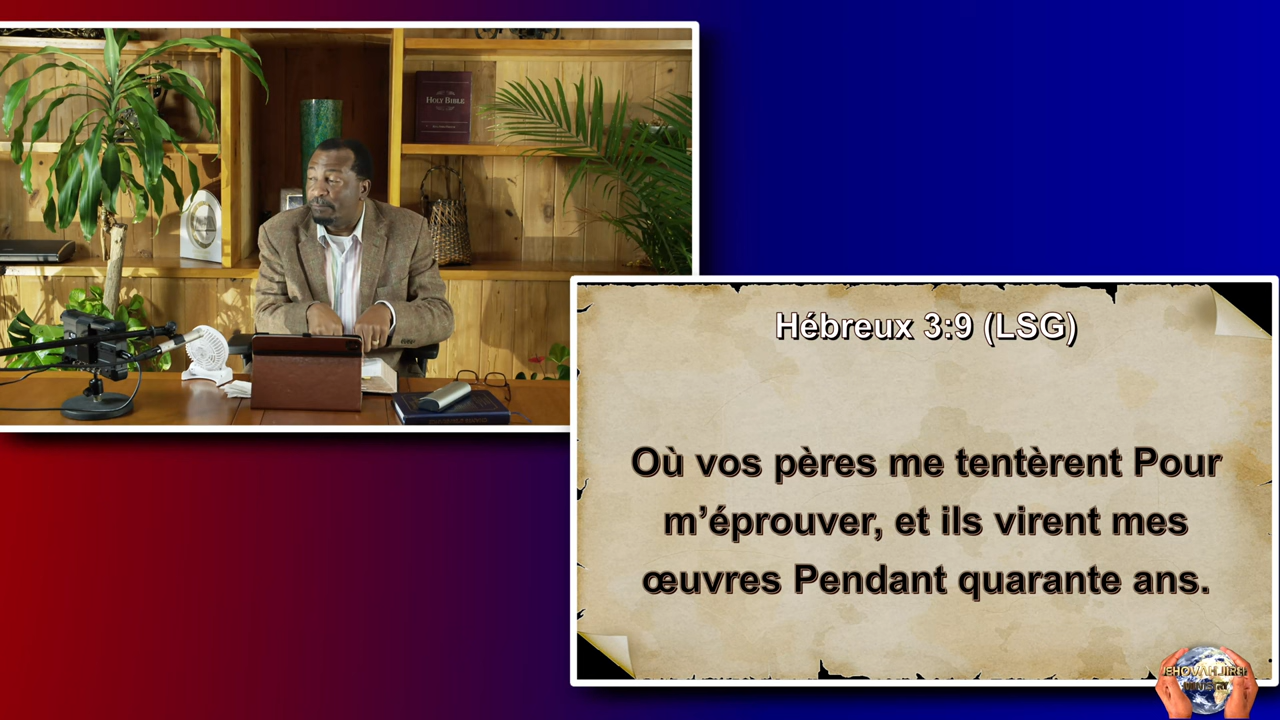 HOLY BIBLE
Hébreux 3:9 (LSG)
Où vos pères me tentèrent Pour
m’éprouver, et ils virent mes
œuvres Pendant quarante ans.
JEHOVAH JIREH